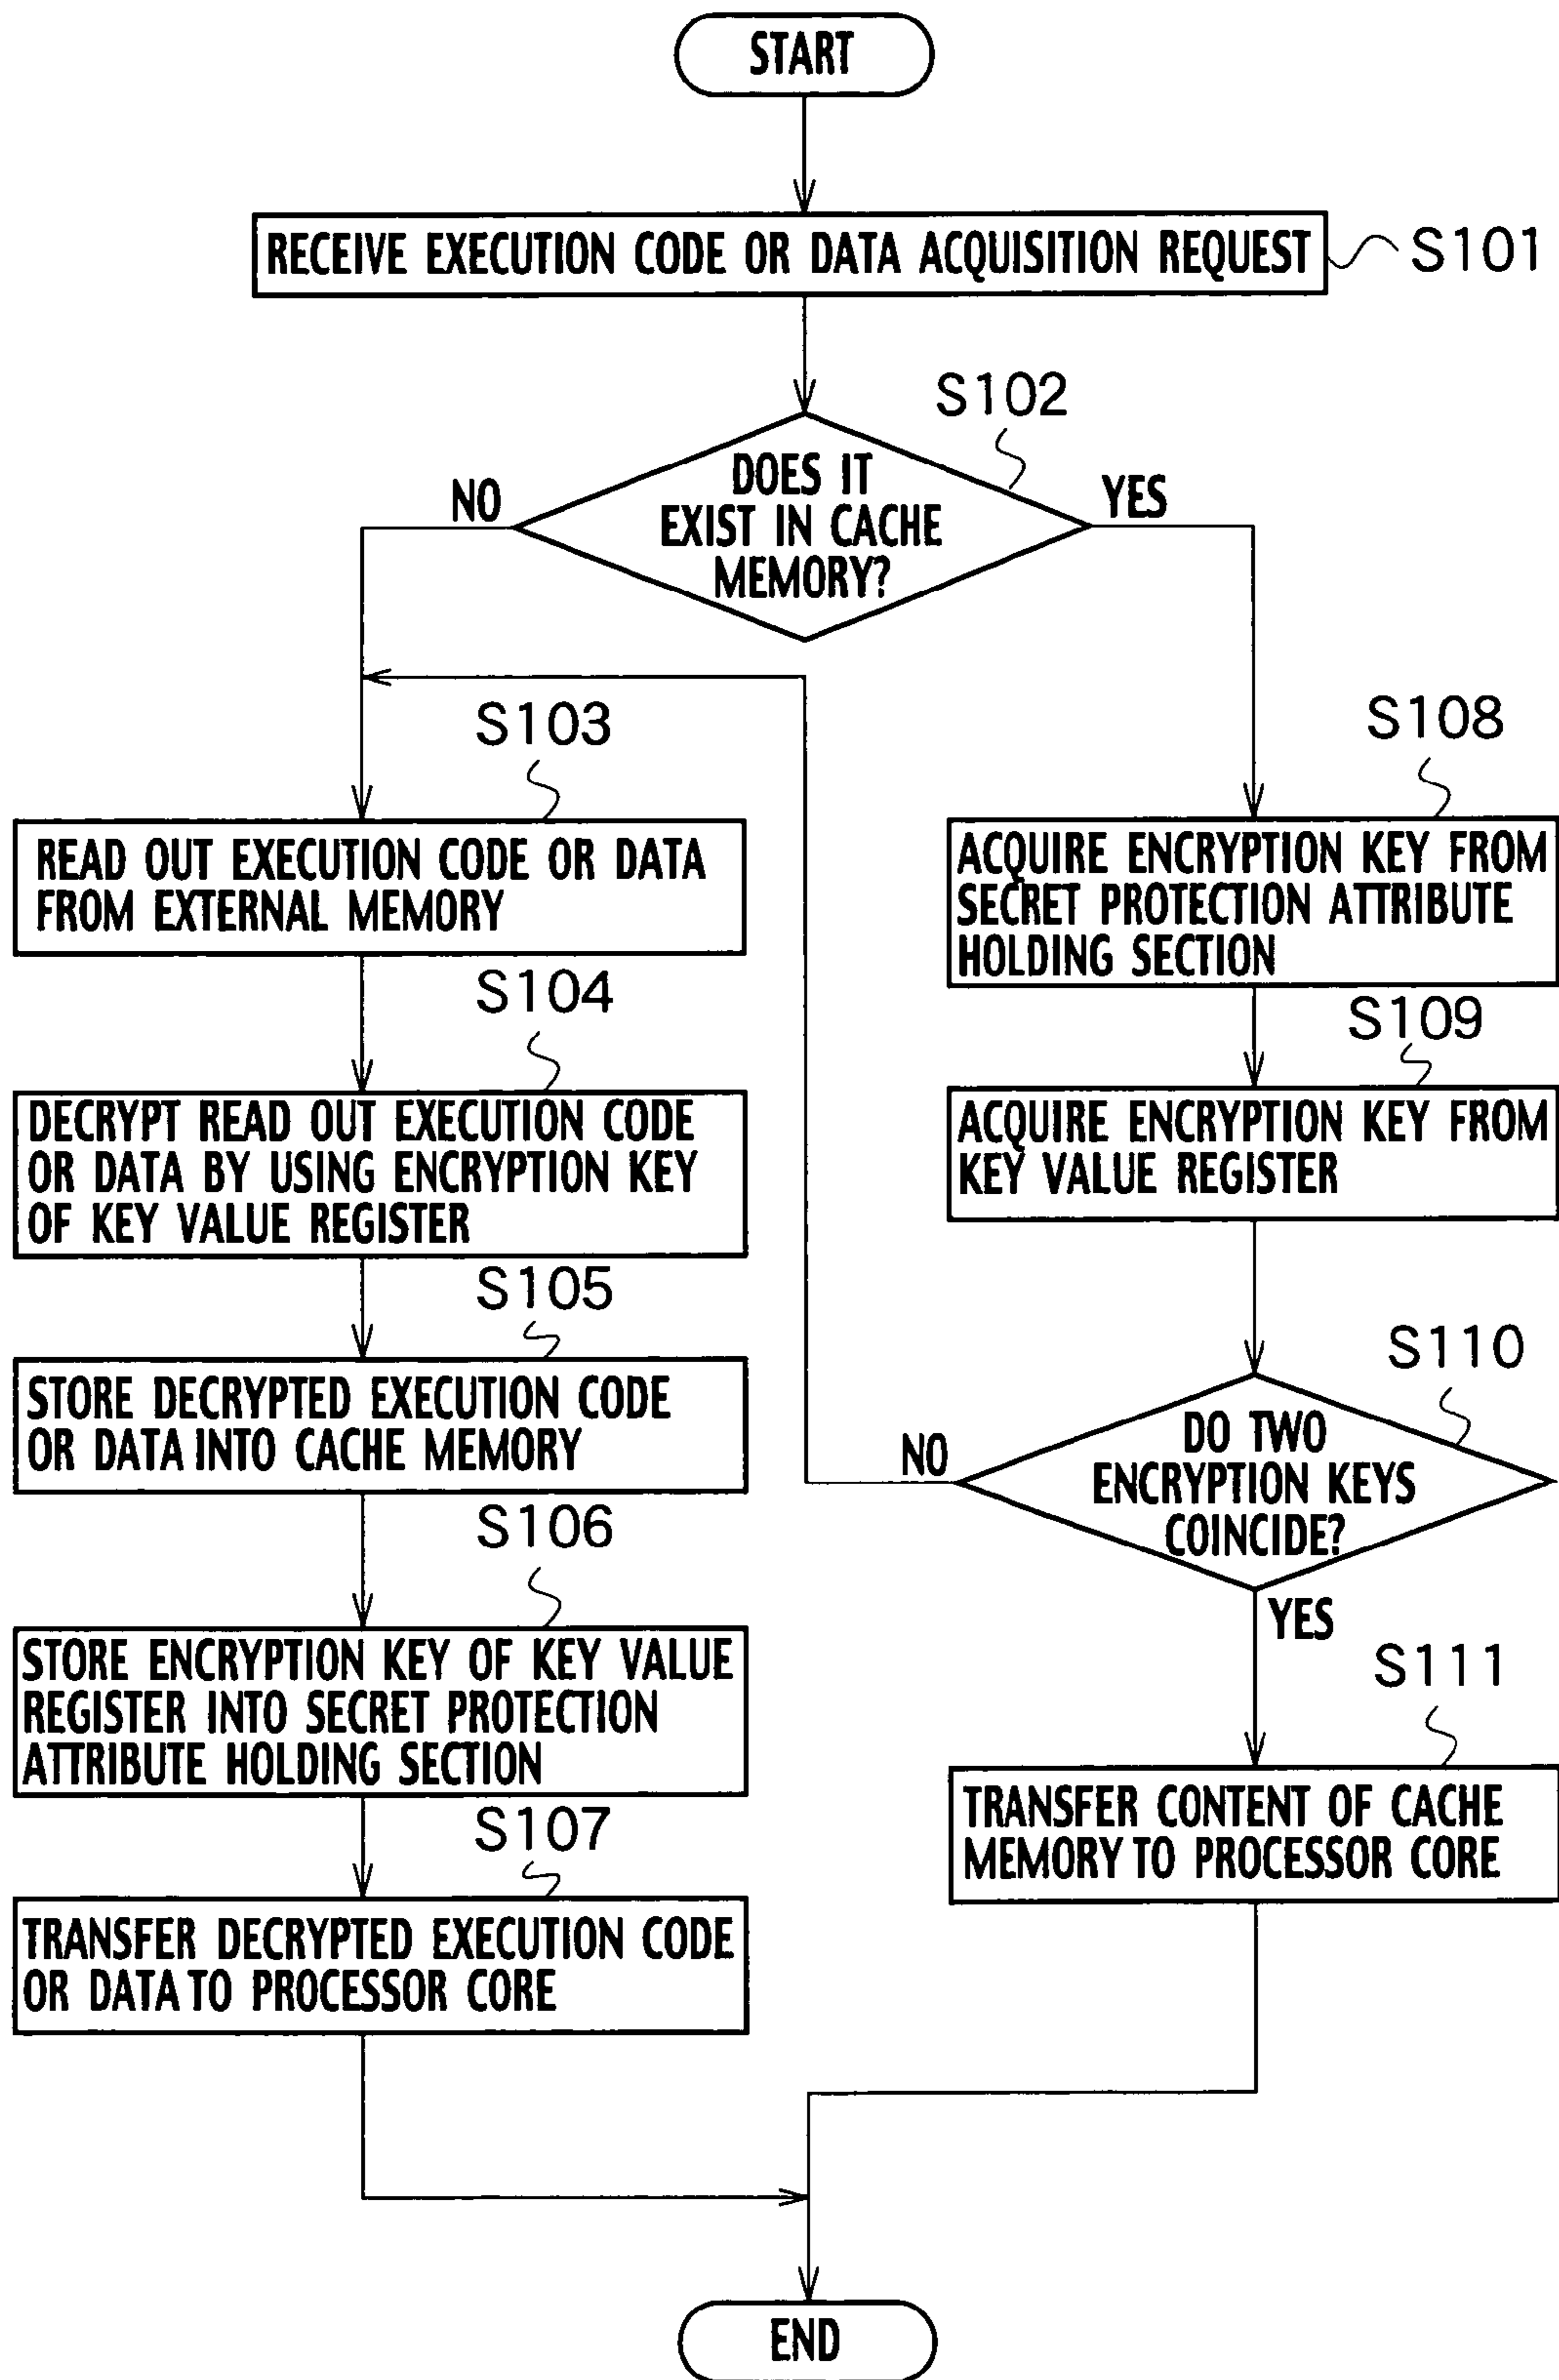 START
RECEIVE EXECUTION CODE OR DATA ACQUISITION REQUEST
S101
S102
DOES IT
EXIST IN CACHE
MEMORY?
NO
YES
S103
READ OUT EXECUTION CODE OR DATA
FROM EXTERNAL MEMORY
S104
DECRYPT READ OUT EXECUTION CODE
OR DATA BY USING ENCRYPTION KEY
OF KEY VALUE REGISTER
S105
STORE DECRYPTED EXECUTION CODE
OR DATA INTO CACHE MEMORY
S106
STORE ENCRYPTION KEY OF KEY VALUE
REGISTER INTO SECRET PROTECTION
ATTRIBUTE HOLDING SECTION
S107
TRANSFER DECRYPTED EXECUTION CODE
OR DATA TO PROCESSOR CORE
S108
ACQUIRE ENCRYPTION KEY FROM
SECRET PROTECTION ATTRIBUTE
HOLDING SECTION
S109
ACQUIRE ENCRYPTION KEY FROM
KEY VALUE REGISTER
S110
DO TWO
ENCRYPTION KEYS
COINCIDE?
NO
YES
S111
TRANSFER CONTENT OF CACHE
MEMORY TO PROCESSOR CORE
END